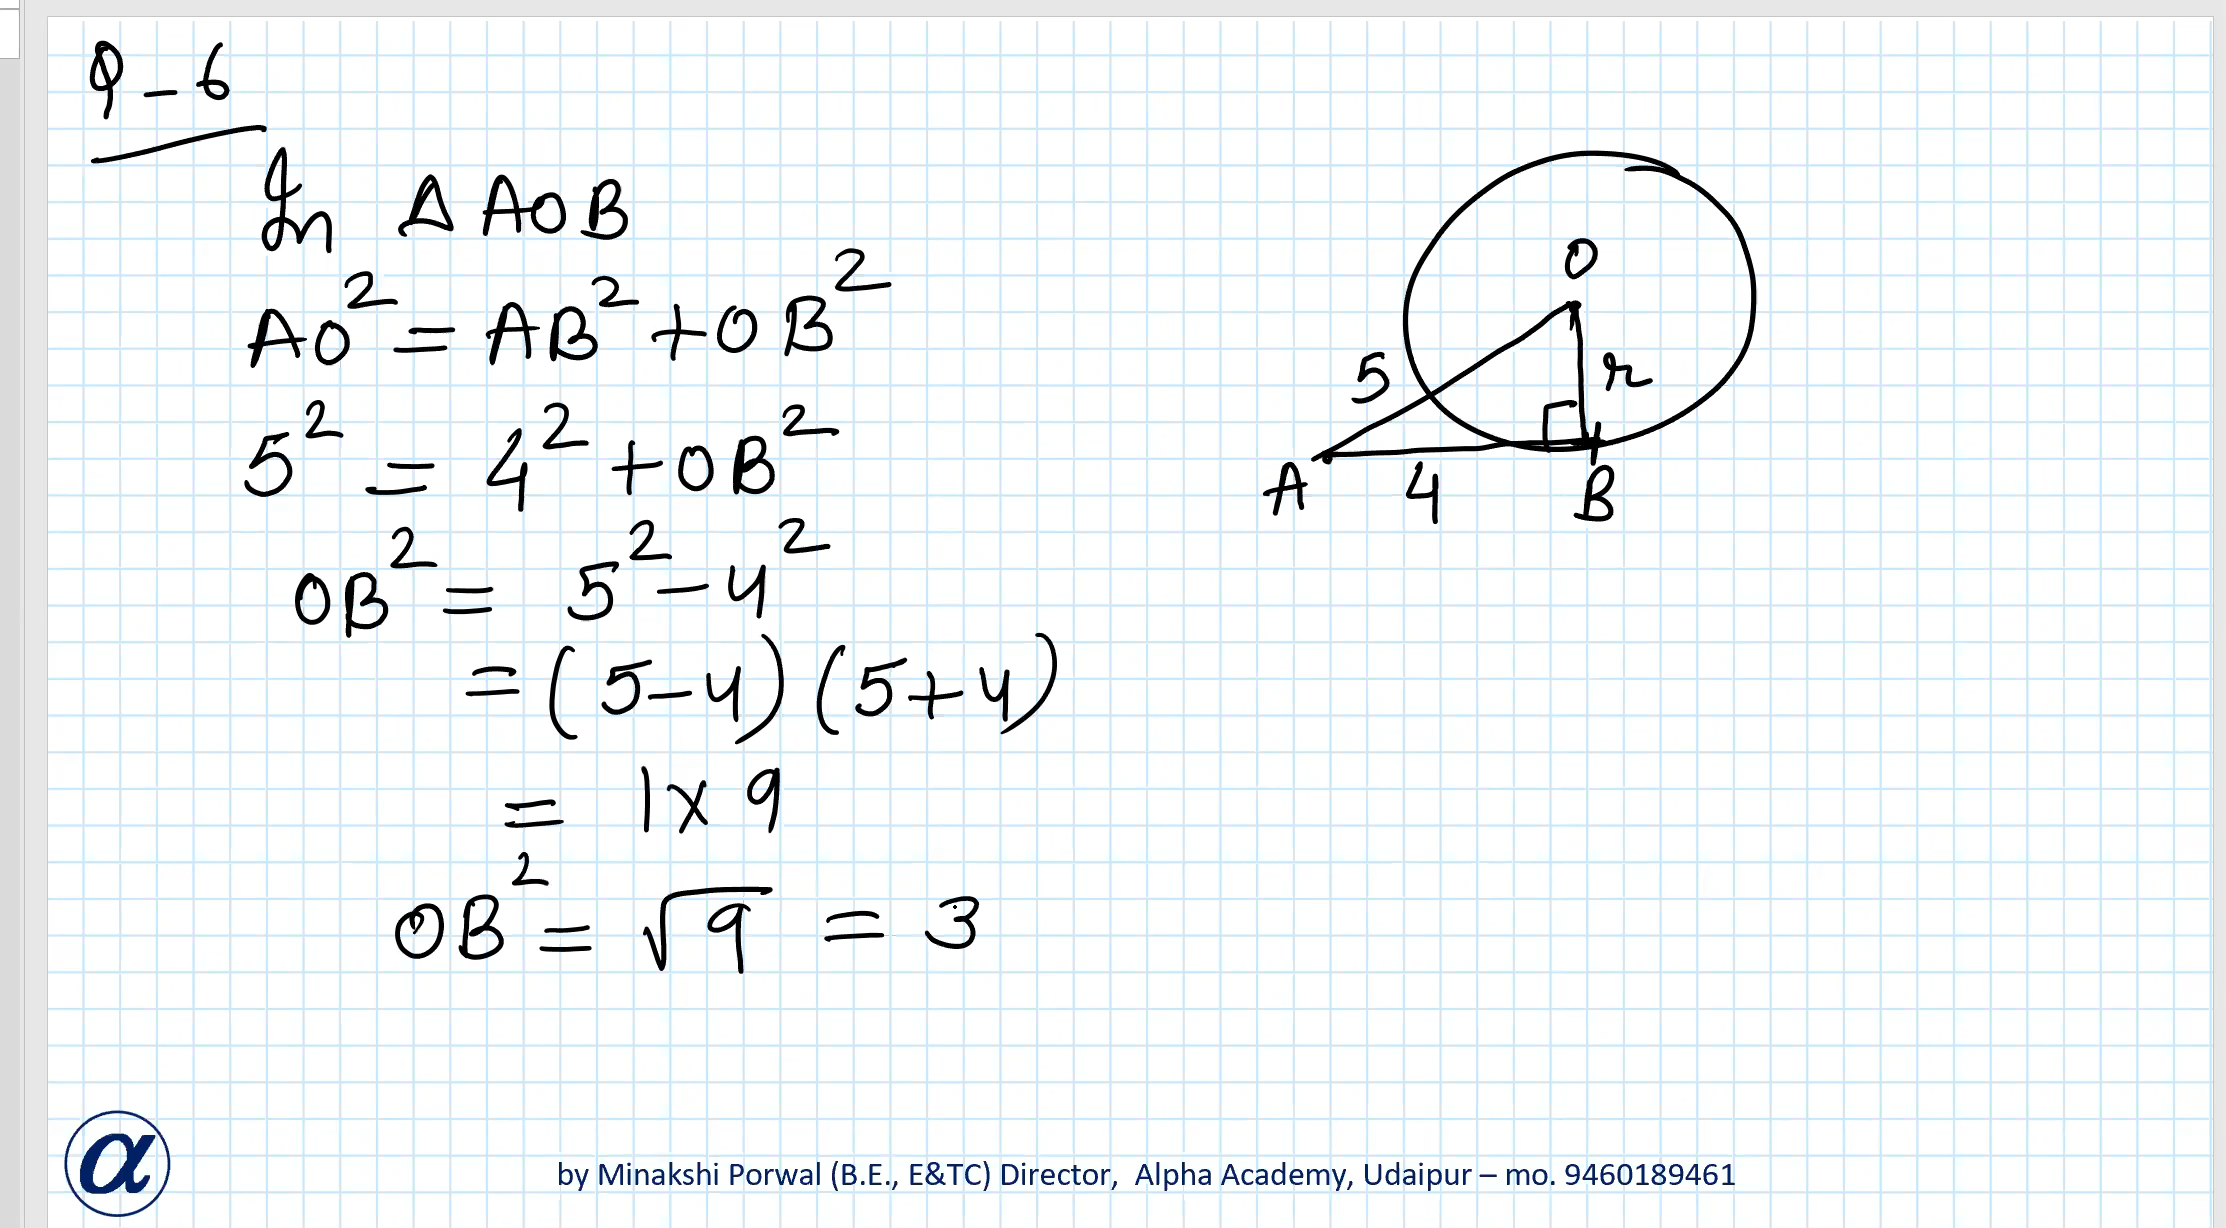 Q - 6
In Δ AOB
AO² = AB² + OB²
5² = 4² + OB²
OB² = 5² - 4²
= (5-4) (5+4)
= 1 × 9
OB² = √9 = 3
O
5
r
A
4
B
α
by Minakshi Porwal (B.E., E&TC) Director, Alpha Academy, Udaipur – mo. 9460189461